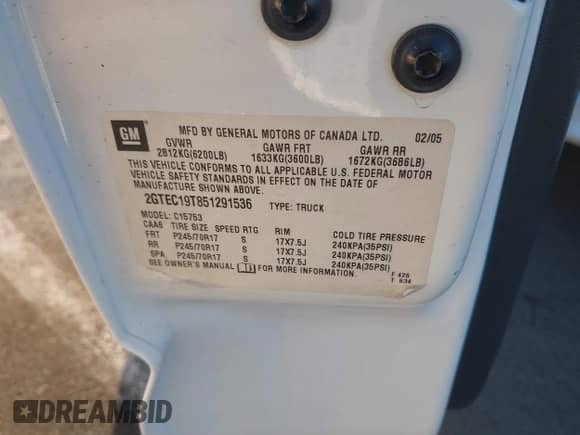 GM
MFD BY GENERAL MOTORS OF CANADA LTD. 02/05
GVWR GAWR FRT GAWR RR
2812KG(6200LB) 1633KG(3600LB) 1672KG(3686LB)
THIS VEHICLE CONFORMS TO ALL APPLICABLE U.S. FEDERAL MOTOR
VEHICLE SAFETY STANDARDS IN EFFECT ON THE DATE OF
MANUFACTURE SHOWN ABOVE.
2GTEC19T851291536 TYPE: TRUCK
MODEL: C15753
CAA6 TIRE SIZE SPEED RTG RIM COLD TIRE PRESSURE
FRT P245/70R17 S 17X7.5J 240KPA(35PSI)
RR P245/70R17 S 17X7.5J 240KPA(35PSI)
SPA P245/70R17 S 17X7.5J 240KPA(35PSI)
SEE OWNER'S MANUAL FOR MORE INFORMATION.
F 426
T 634
DREAMBID